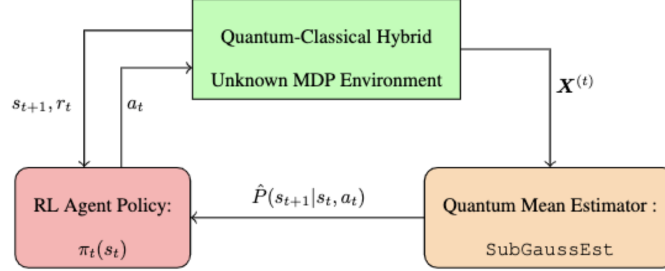 Quantum-Classical Hybrid
Unknown MDP Environment
s_{t+1}, r_t
a_t
X^{(t)}
P̂(s_{t+1}|s_t, a_t)
RL Agent Policy:
π_t(s_t)
Quantum Mean Estimator :
SubGaussEst